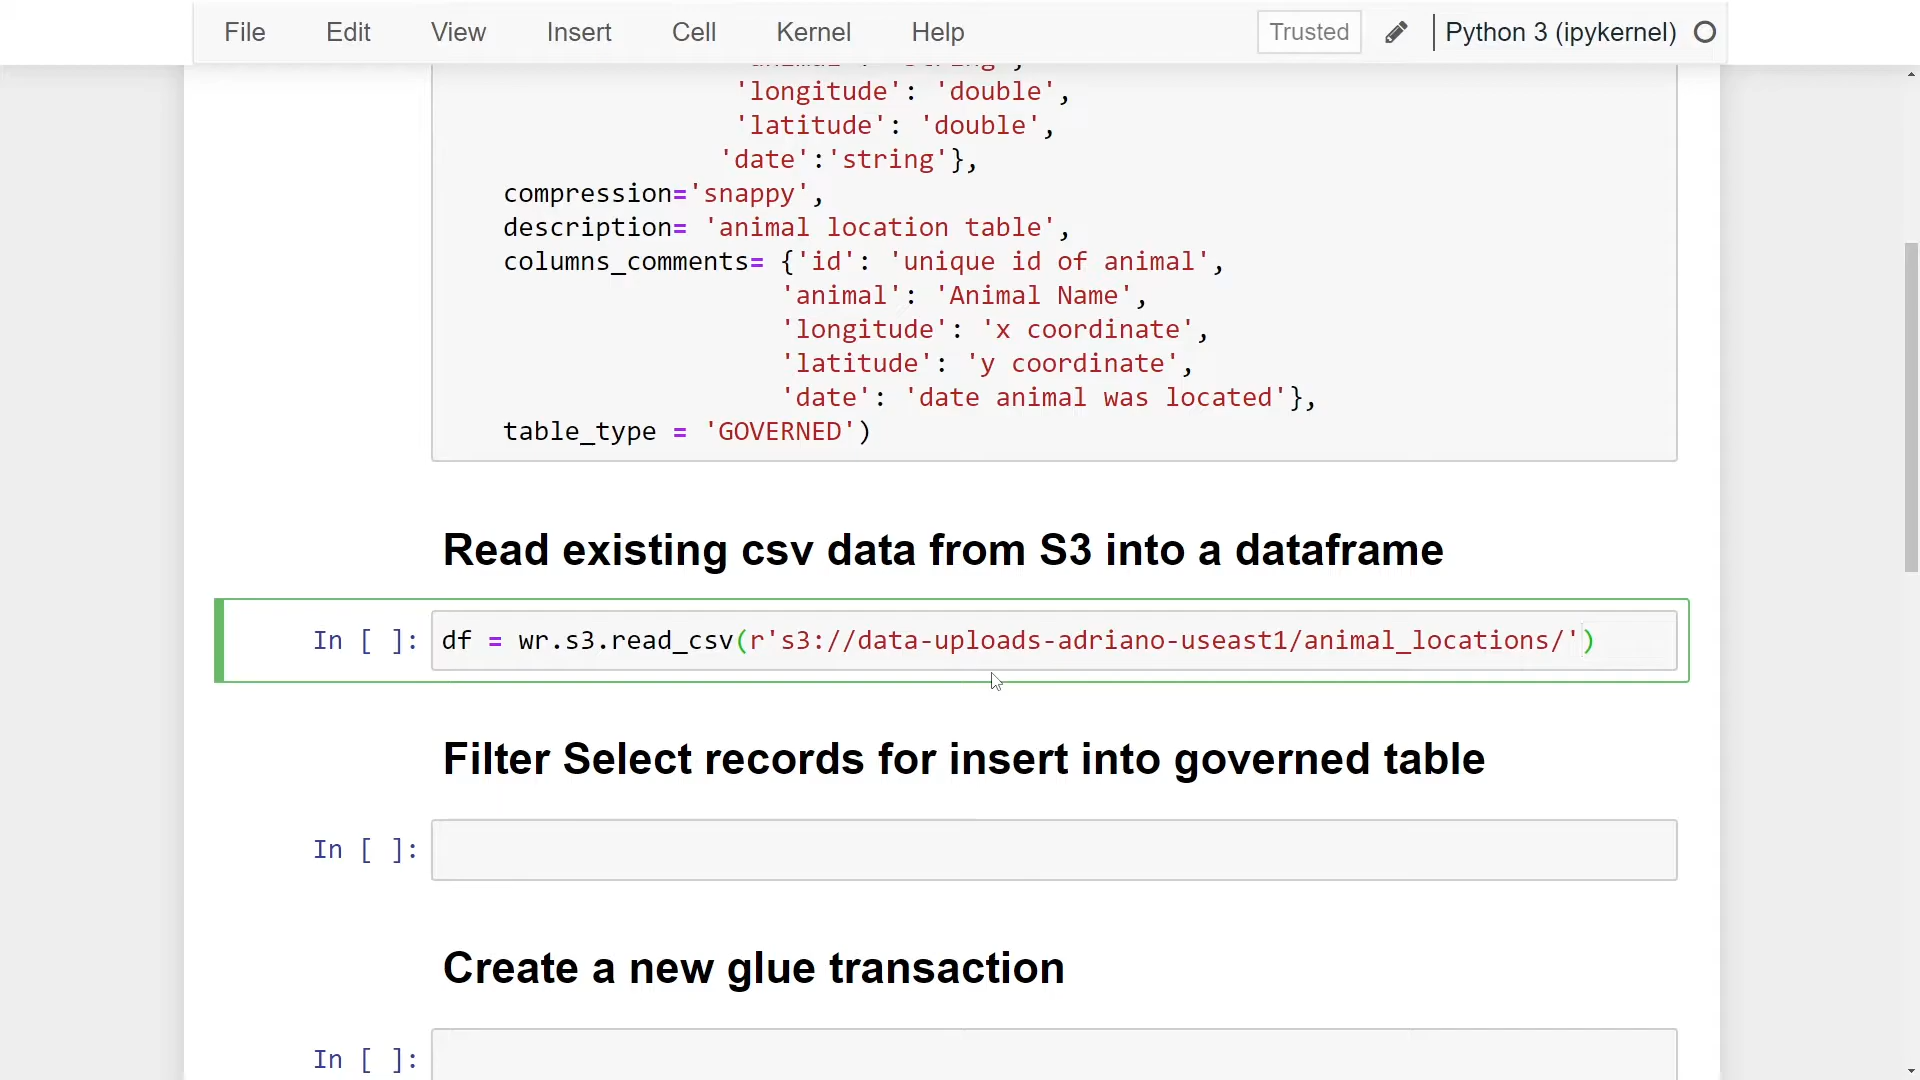 File Edit View Insert Cell Kernel Help Trusted Python 3 (ipykernel)
'longitude': 'double',
'latitude': 'double',
'date':'string'},
compression='snappy',
description= 'animal location table',
columns_comments= {'id': 'unique id of animal',
'animal': 'Animal Name',
'longitude': 'x coordinate',
'latitude': 'y coordinate',
'date': 'date animal was located'},
table_type = 'GOVERNED')
Read existing csv data from S3 into a dataframe
In [ ]: df = wr.s3.read_csv(r's3://data-uploads-adriano-useast1/animal_locations/')
Filter Select records for insert into governed table
In [ ]:
Create a new glue transaction
In [ ]: